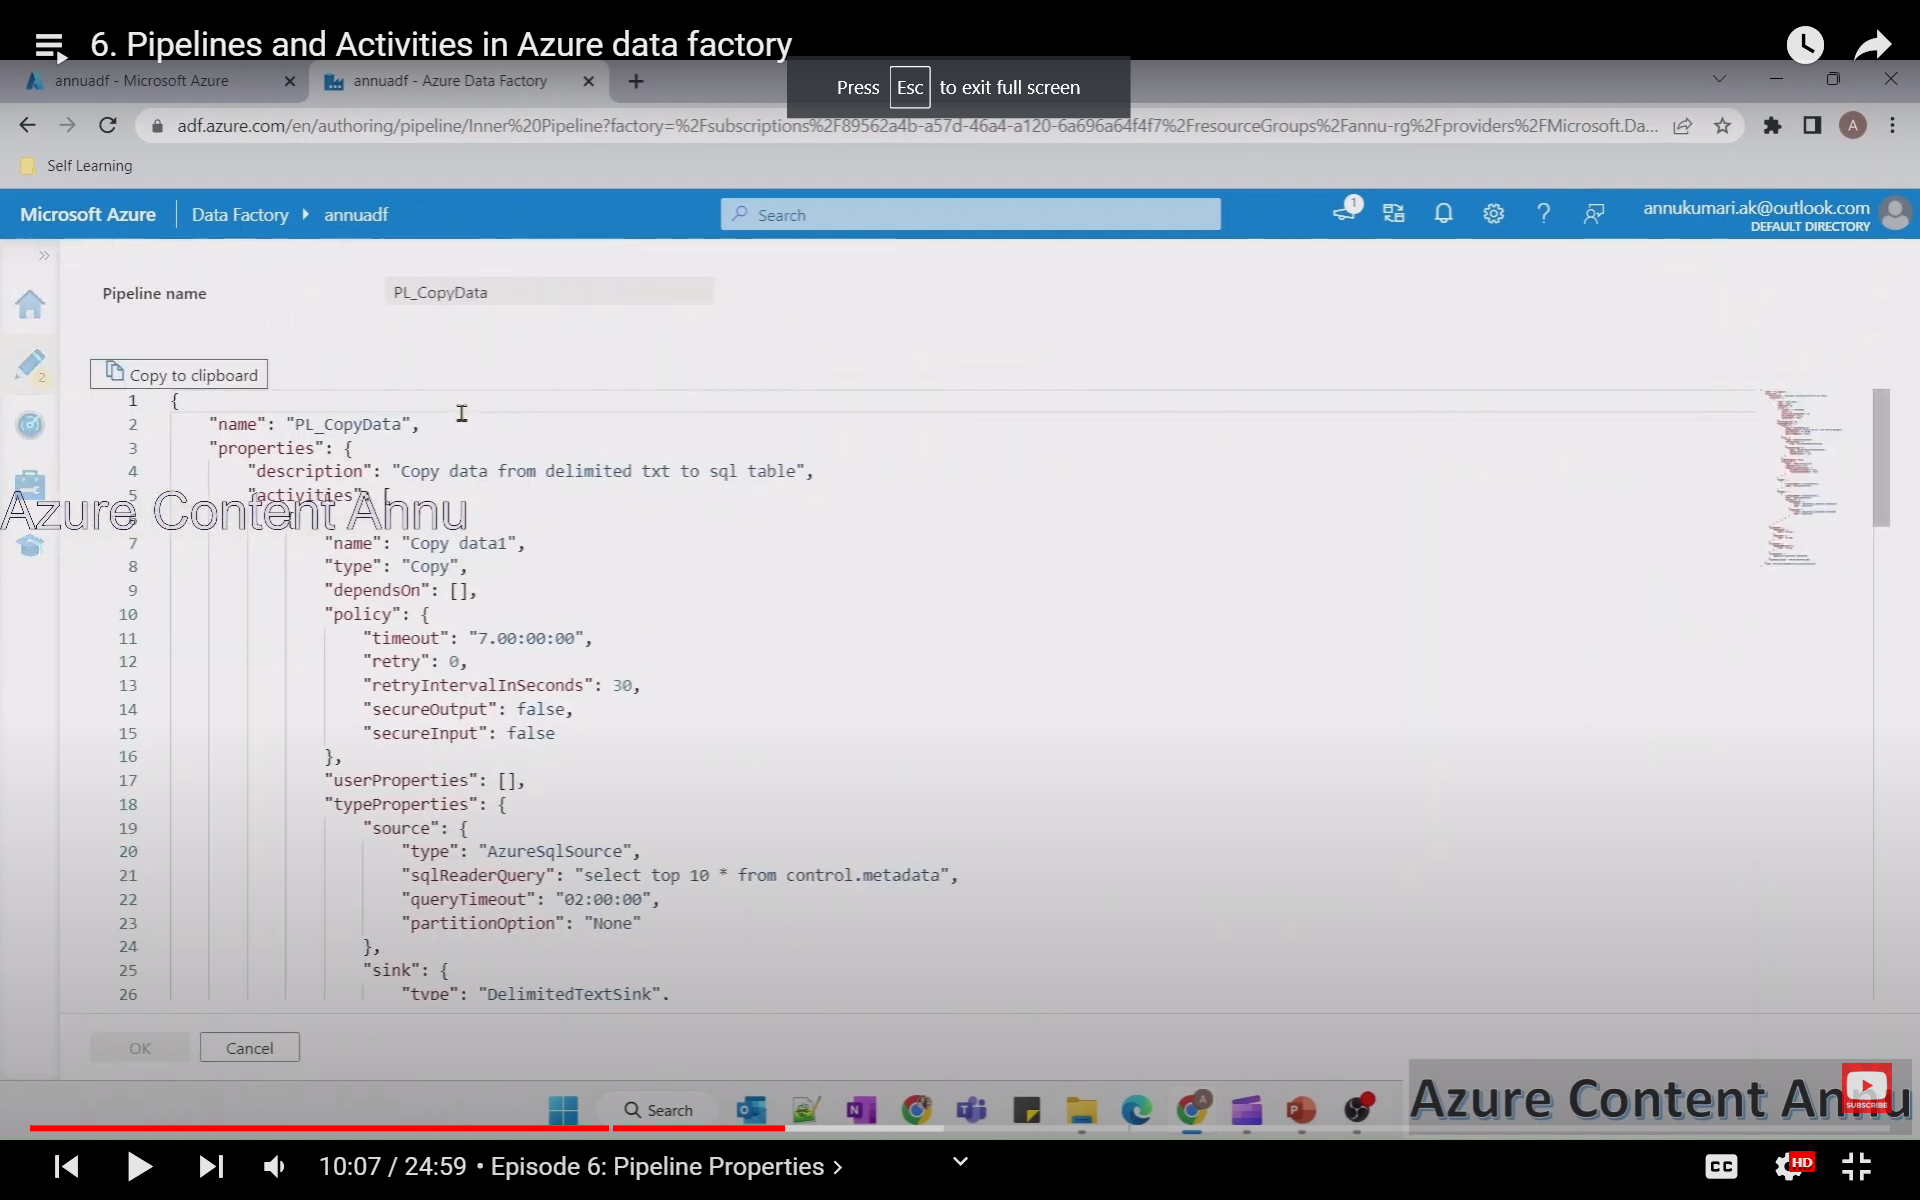 6. Pipelines and Activities in Azure data factory
annuadf - Microsoft Azure
annuadf - Azure Data Factory
Press Esc to exit full screen
adf.azure.com/en/authoring/pipeline/Inner%20Pipeline?factory=%2Fsubscriptions%2F89562a4b-a57d-46a4-a120-6a696a64f4f7%2FresourceGroups%2Fannu-rg%2Fproviders%2FMicrosoft.Da...
A
Self Learning
Microsoft Azure
Data Factory
annuadf
Search
1
annukumari.ak@outlook.com
DEFAULT DIRECTORY
Pipeline name
PL_CopyData
2
Copy to clipboard
1 {
2 "name": "PL_CopyData",
3 "properties": {
4 "description": "Copy data from delimited txt to sql table",
5 "activities": [
Azure Content Annu
7 "name": "Copy data1",
8 "type": "Copy",
9 "dependsOn": [],
10 "policy": {
11 "timeout": "7.00:00:00",
12 "retry": 0,
13 "retryIntervalInSeconds": 30,
14 "secureOutput": false,
15 "secureInput": false
16 },
17 "userProperties": [],
18 "typeProperties": {
19 "source": {
20 "type": "AzureSqlSource",
21 "sqlReaderQuery": "select top 10 * from control.metadata",
22 "queryTimeout": "02:00:00",
23 "partitionOption": "None"
24 },
25 "sink": {
26 "type": "DelimitedTextSink",
OK
Cancel
Search
Azure Content Annu
SUBSCRIBE
10:07 / 24:59 • Episode 6: Pipeline Properties
CC
HD